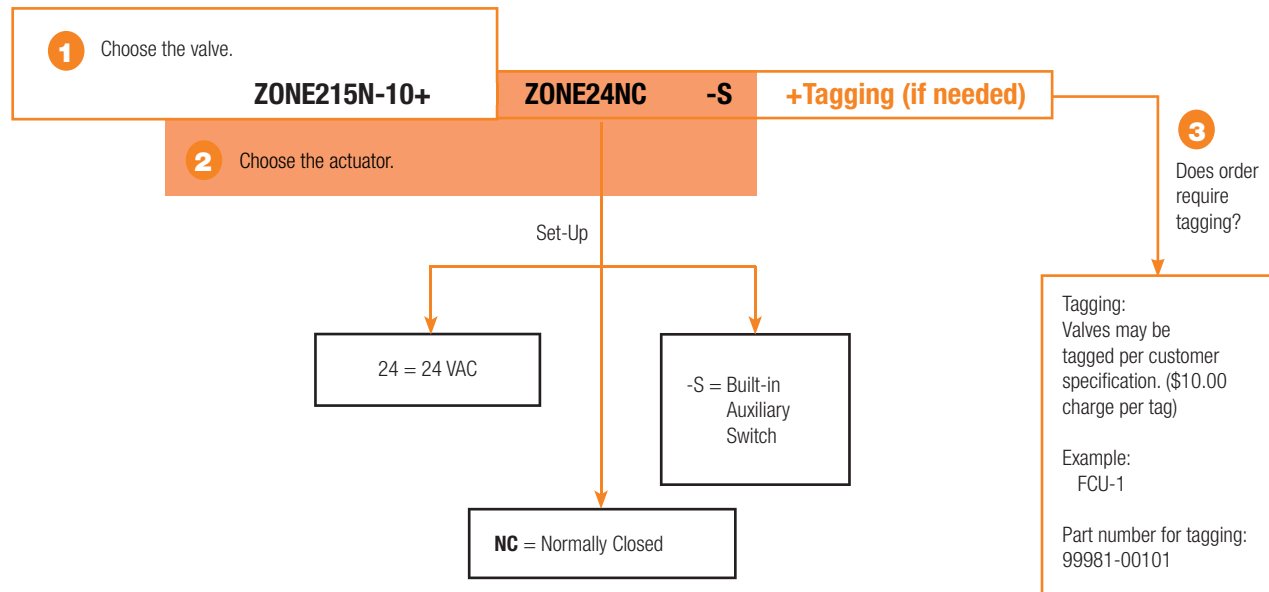 1 Choose the valve.
ZONE215N-10+ ZONE24NC -S +Tagging (if needed)
2 Choose the actuator.
3
Does order
require
tagging?
Set-Up
24 = 24 VAC
-S = Built-in
Auxiliary
Switch
NC = Normally Closed
Tagging:
Valves may be
tagged per customer
specification. ($10.00
charge per tag)
Example:
FCU-1
Part number for tagging:
99981-00101